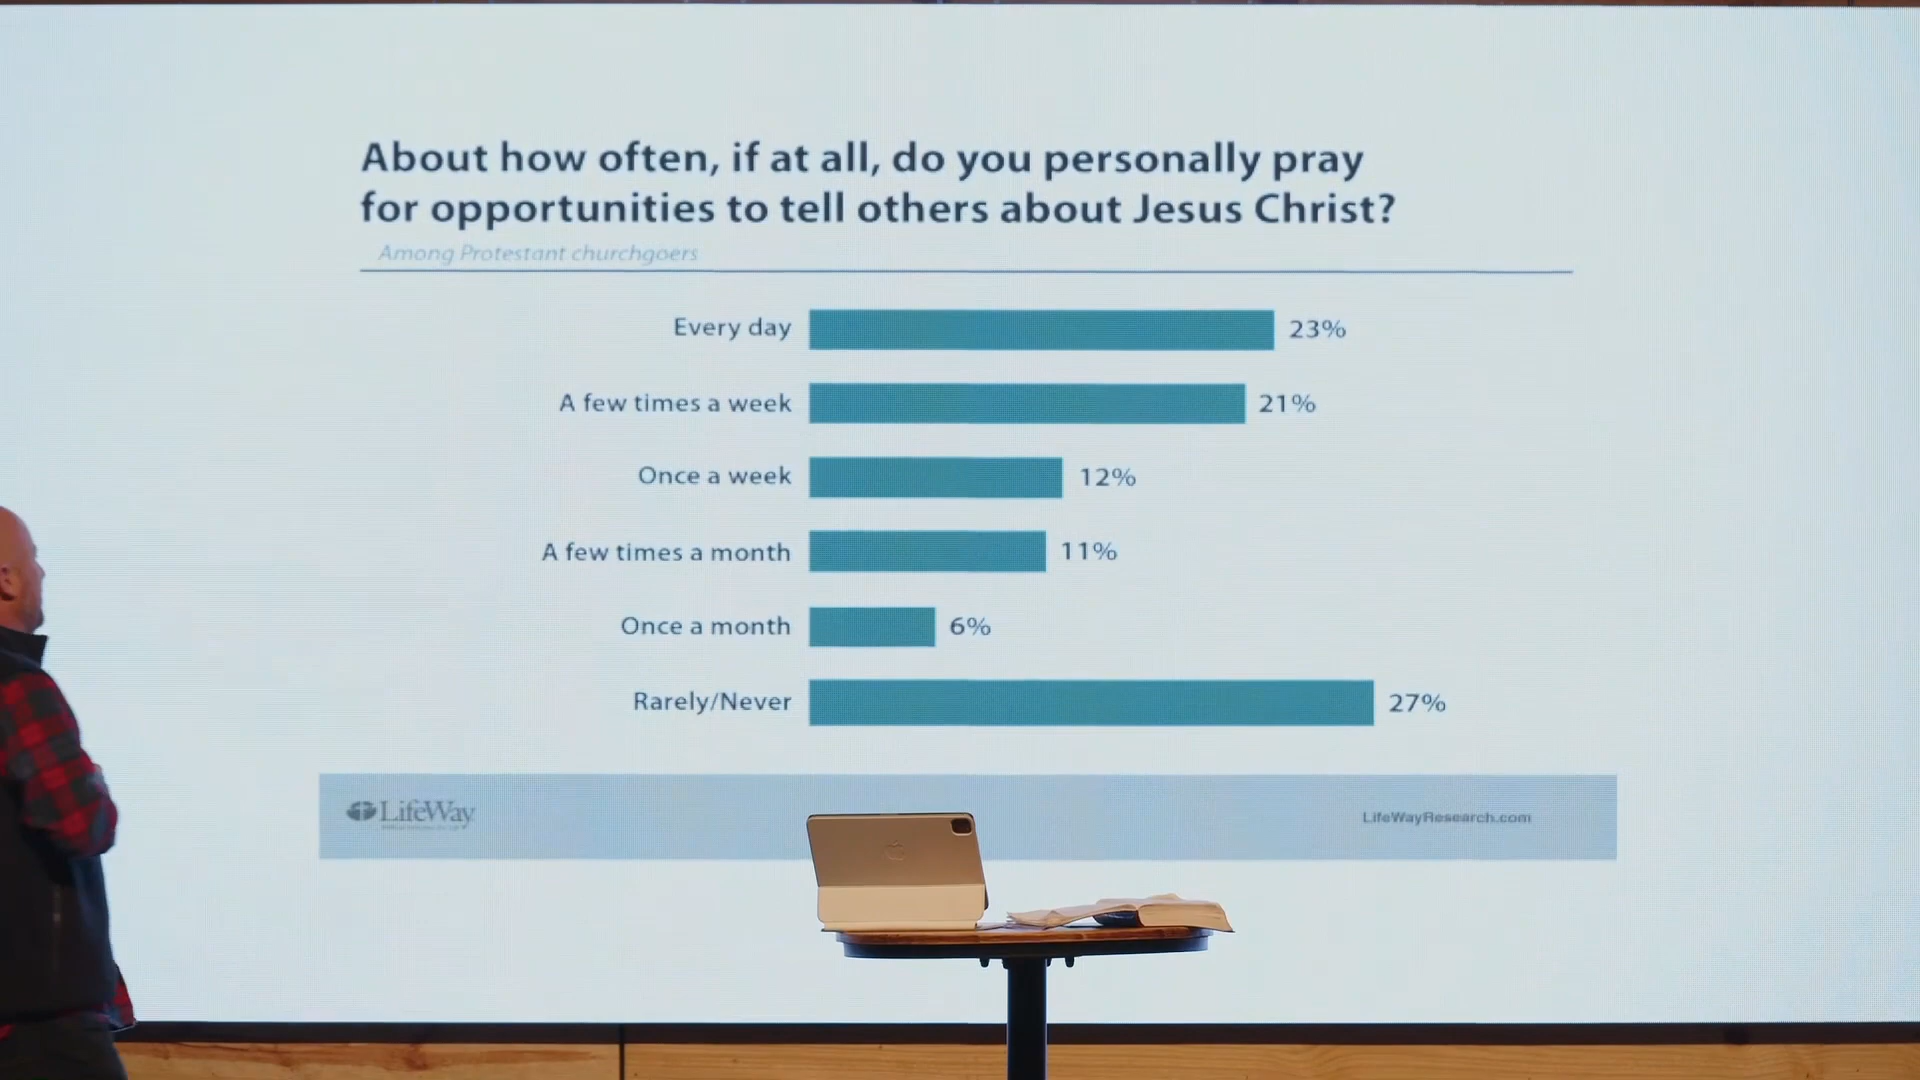 About how often, if at all, do you personally pray
for opportunities to tell others about Jesus Christ?
Among Protestant churchgoers
Every day 23%
A few times a week 21%
Once a week 12%
A few times a month 11%
Once a month 6%
Rarely/Never 27%
LifeWay LifeWayResearch.com